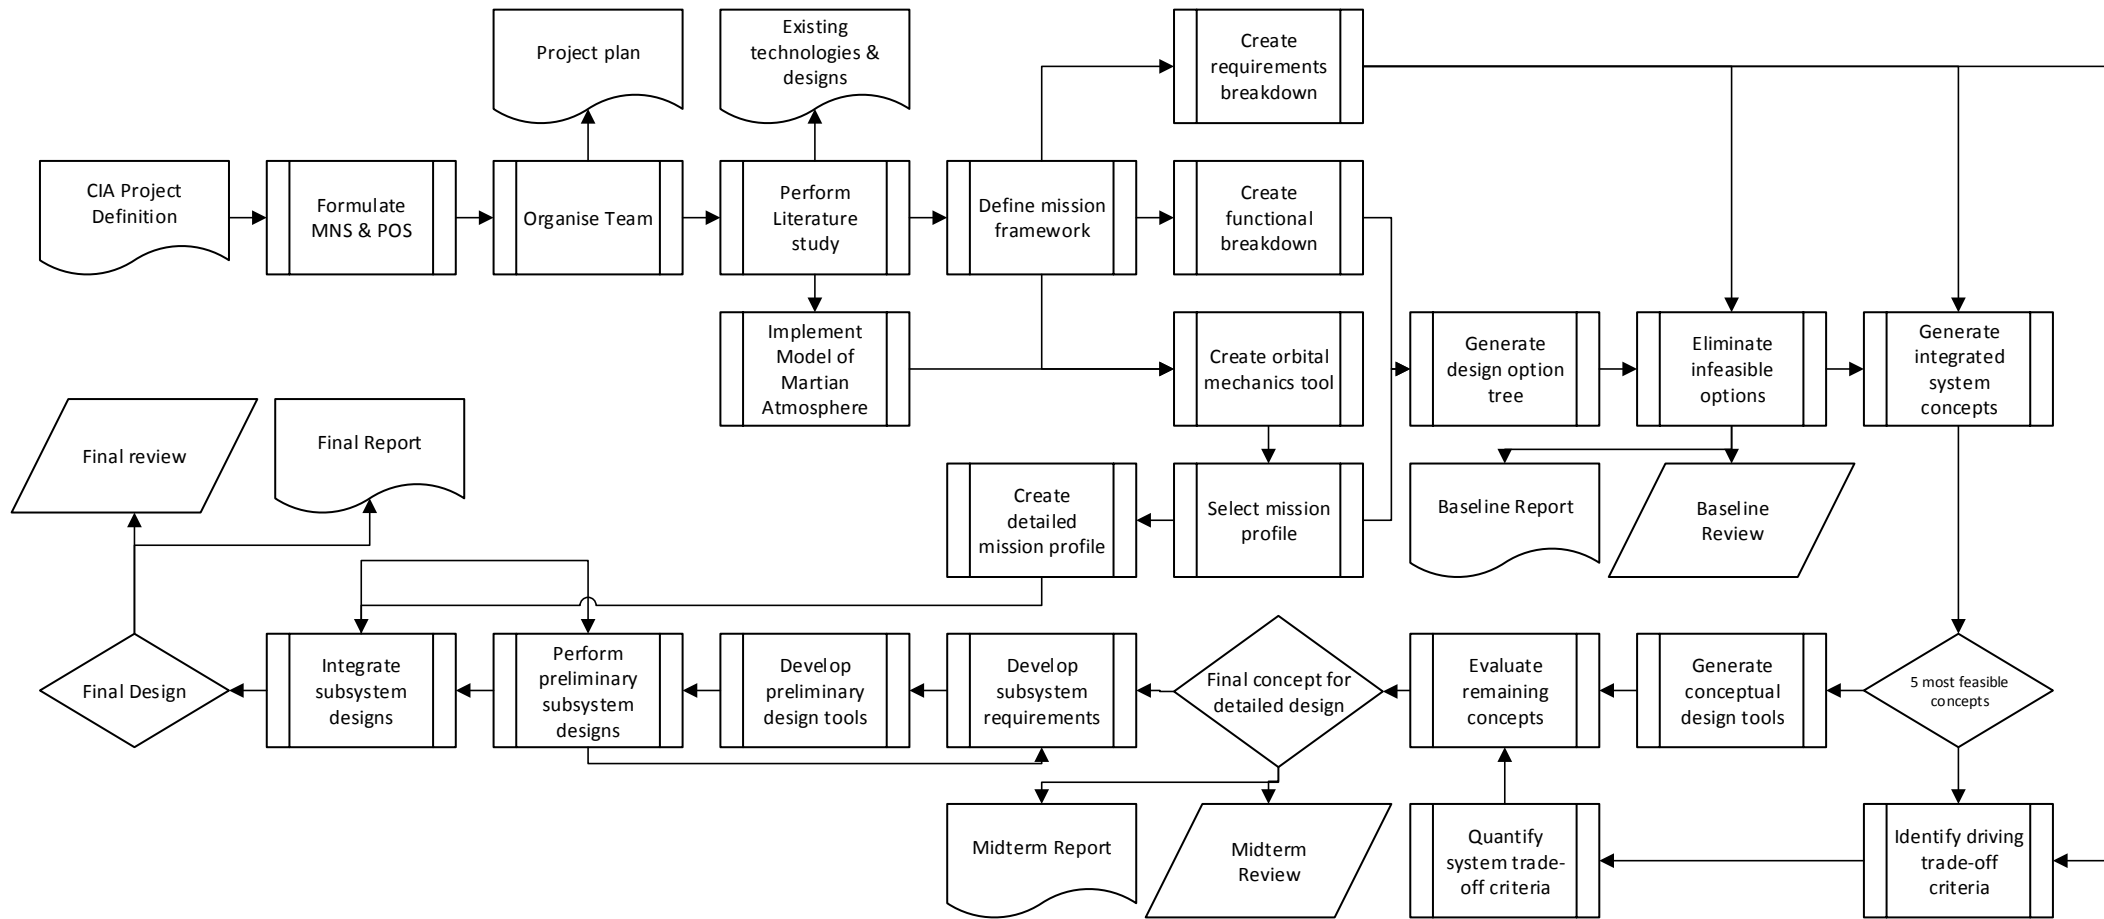 Project plan
Existing
technologies &
designs
Create
requirements
breakdown
CIA Project
Definition
Formulate
MNS & POS
Organise Team
Perform
Literature
study
Define mission
framework
Create
functional
breakdown
Implement
Model of
Martian
Atmosphere
Create orbital
mechanics tool
Generate
design option
tree
Eliminate
infeasible
options
Generate
integrated
system
concepts
Final review
Final Report
Create
detailed
mission profile
Select mission
profile
Baseline Report
Baseline
Review
Final Design
Integrate
subsystem
designs
Perform
preliminary
subsystem
designs
Develop
preliminary
design tools
Develop
subsystem
requirements
Final concept for
detailed design
Evaluate
remaining
concepts
Generate
conceptual
design tools
5 most feasible
concepts
Midterm Report
Midterm
Review
Quantify
system trade-
off criteria
Identify driving
trade-off
criteria